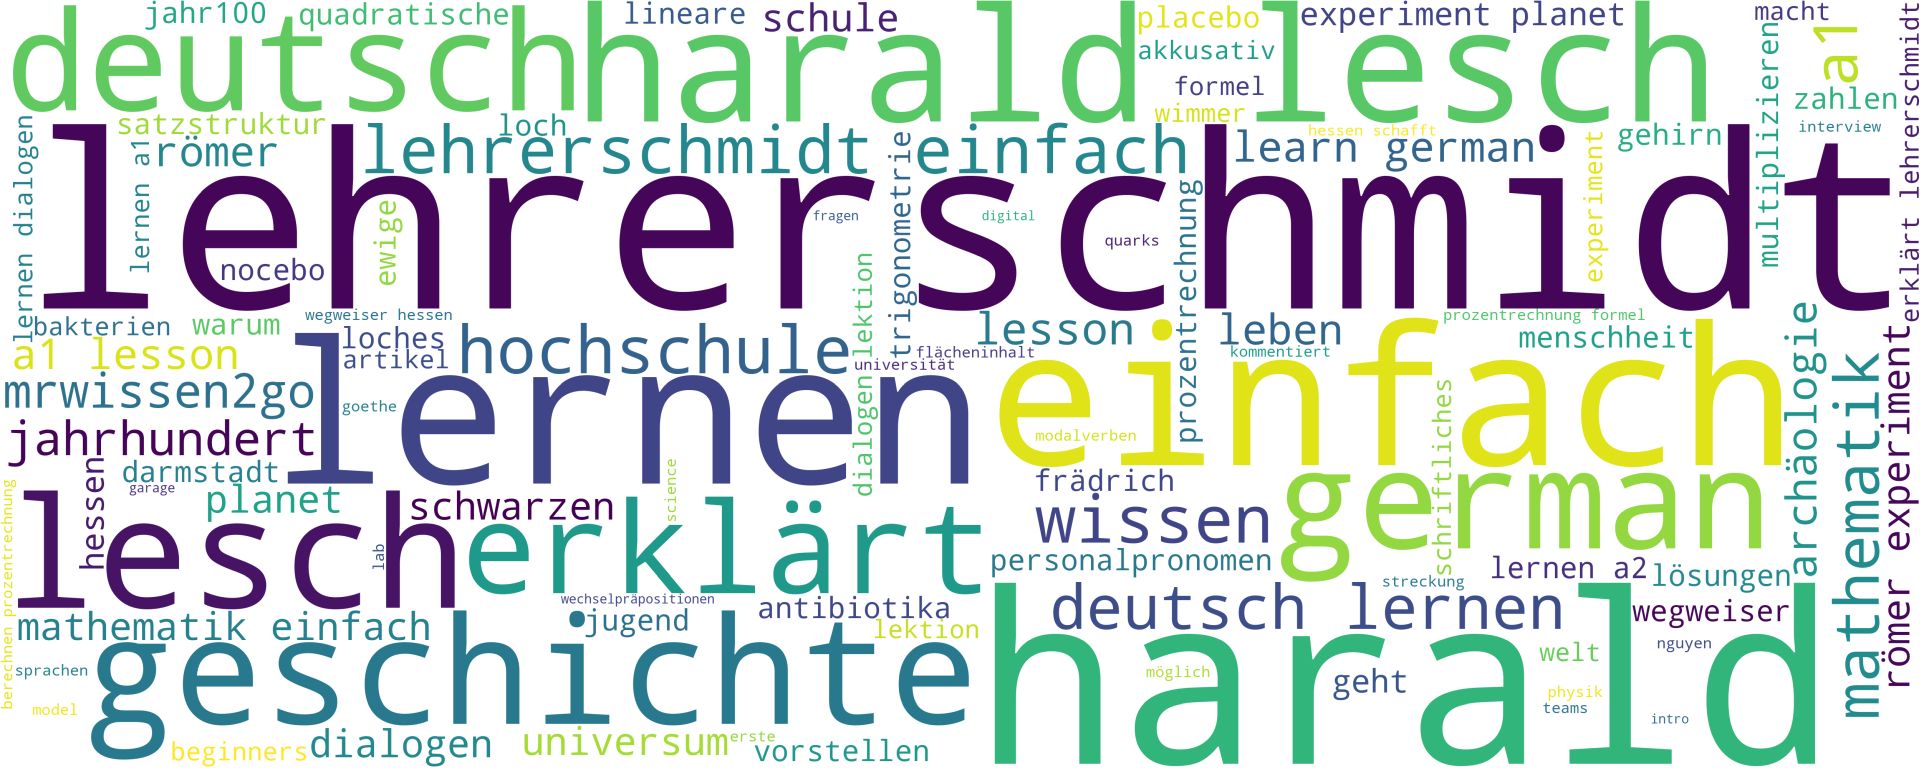 jahr100
quadratische
lineare
schule
placebo
experiment planet
macht
deutsch
harald lesch
akkusativ
formel
wimmer
a1
zahlen
multiplizieren
erklärt lehrerschmidt
satzstruktur
loch
römer
lehrerschmidt einfach
learn german
hessen schafft
gehirn
interview
lernen dialogen
lernen a1
lehrerschmidt
trigonometrie
experiment
ewige
nocebo
fragen
digital
quarks
prozentrechnung
bakterien
warum
wegweiser hessen
loches
artikel
hochschule
dialogen lektion
flächeninhalt
universität
lesson
leben
kommentiert
prozentrechnung formel
menschheit
a1 lesson
mrwissen2go
lernen
goethe
einfach
modalverben
schriftliches
archäologie
mathematik
römer experiment
jahrhundert
darmstadt
garage
planet
hessen
schwarzen
science
frädrich
wissen
german
berechnen prozentrechnung
lesch
lab
erklärt
personalpronomen
streckung
lernen a2
lösungen
wechselpräpositionen
jugend
antibiotika
lektion
deutsch lernen
wegweiser
mathematik einfach
geschichte
harald
nguyen
welt
möglich
geht
sprachen
model
physik
teams
intro
beginners
dialogen
universum
erste
vorstellen